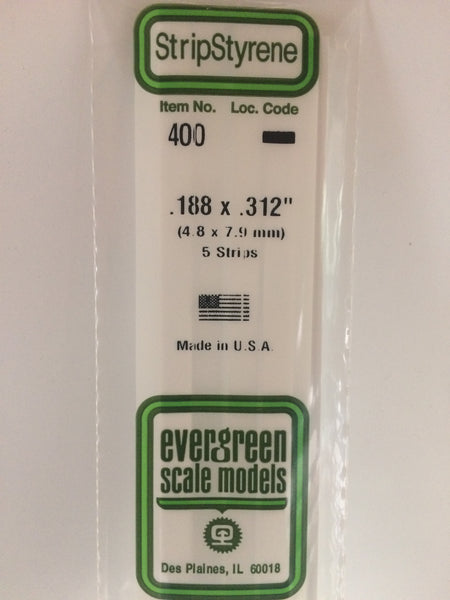 StripStyrene
Item No. Loc. Code
400
.188 x .312"
(4.8 x 7.9 mm)
5 Strips
Made in U.S.A.
evergreen
scale models
Des Plaines, IL 60018